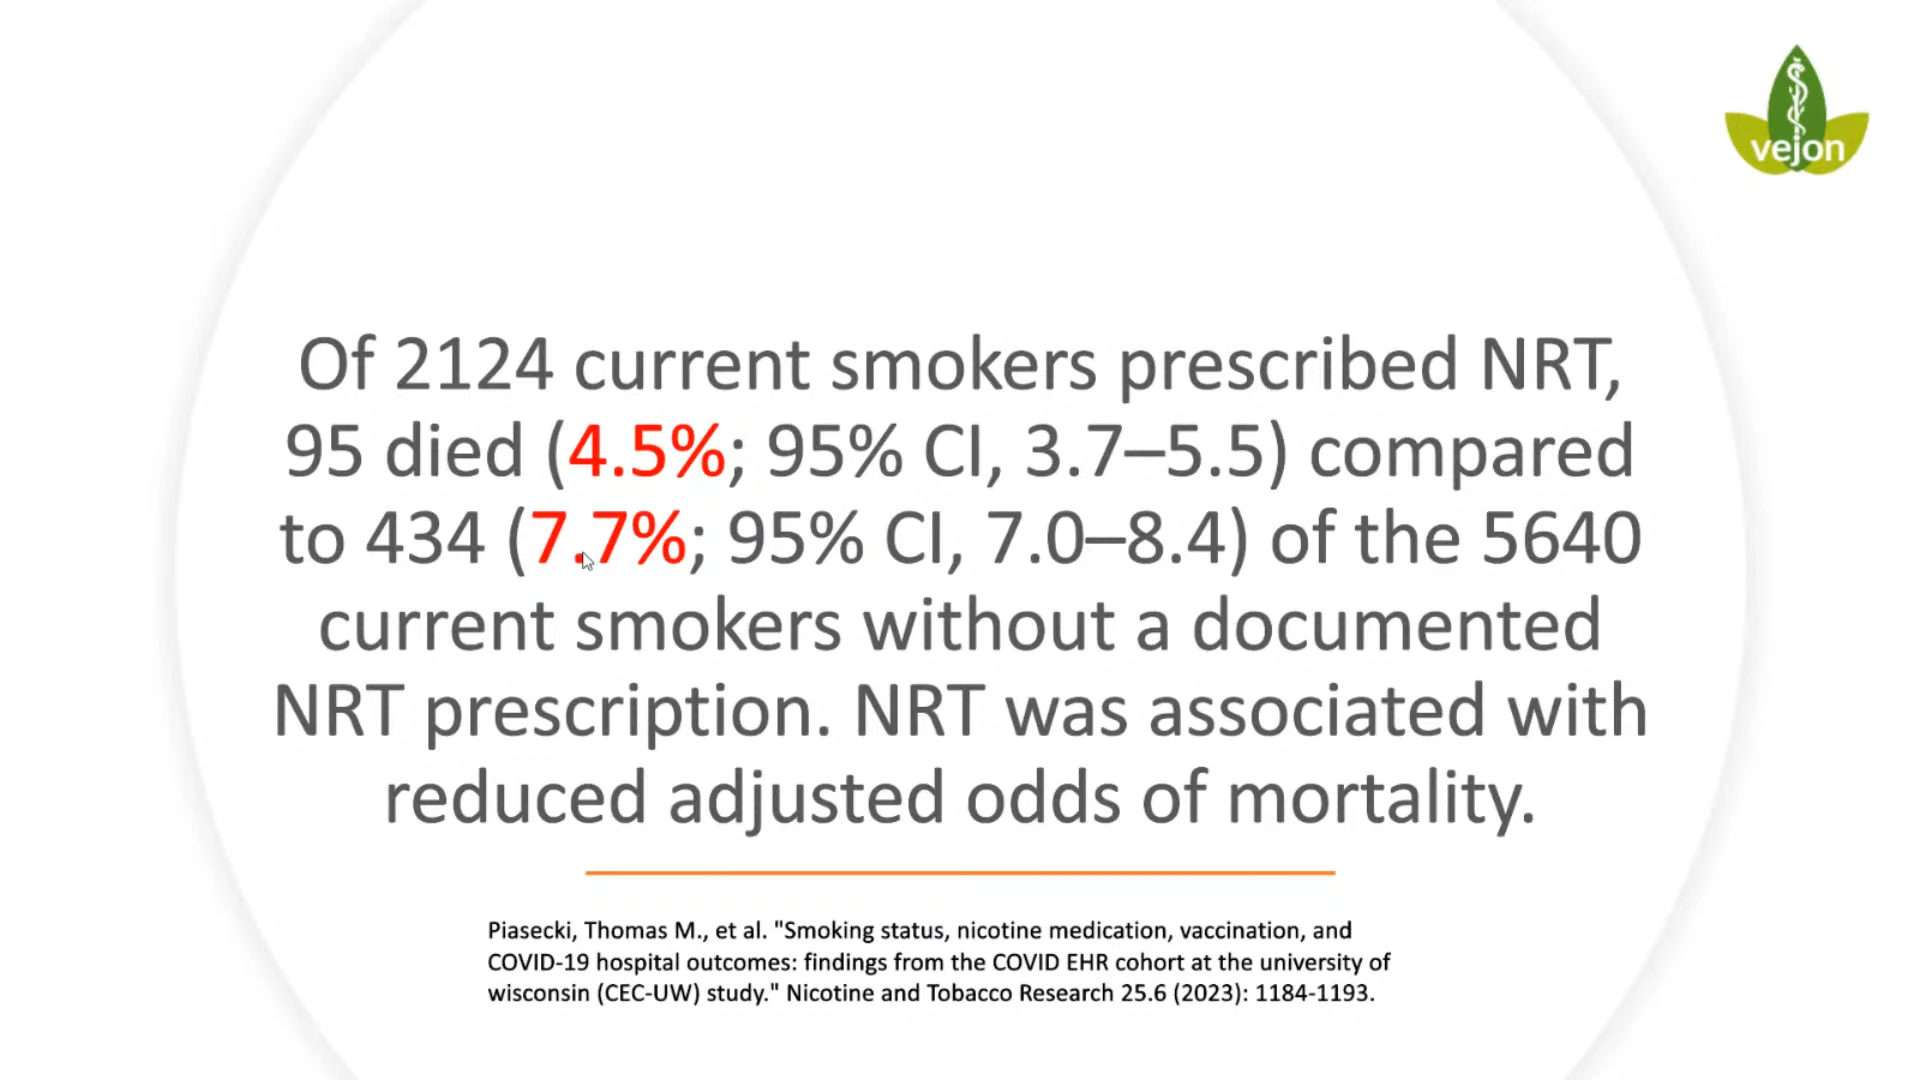 vejon
Of 2124 current smokers prescribed NRT,
95 died (4.5%; 95% CI, 3.7–5.5) compared
to 434 (7.7%; 95% CI, 7.0–8.4) of the 5640
current smokers without a documented
NRT prescription. NRT was associated with
reduced adjusted odds of mortality.
Piasecki, Thomas M., et al. "Smoking status, nicotine medication, vaccination, and
COVID-19 hospital outcomes: findings from the COVID EHR cohort at the university of
wisconsin (CEC-UW) study." Nicotine and Tobacco Research 25.6 (2023): 1184-1193.